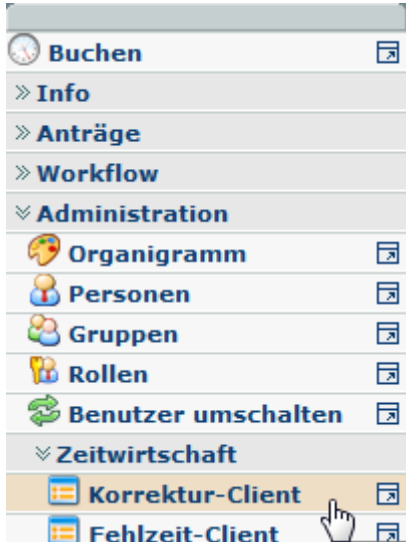 Buchen
Info
Anträge
Workflow
Administration
Organigramm
Personen
Gruppen
Rollen
Benutzer umschalten
Zeitwirtschaft
Korrektur-Client
Fehlzeit-Client